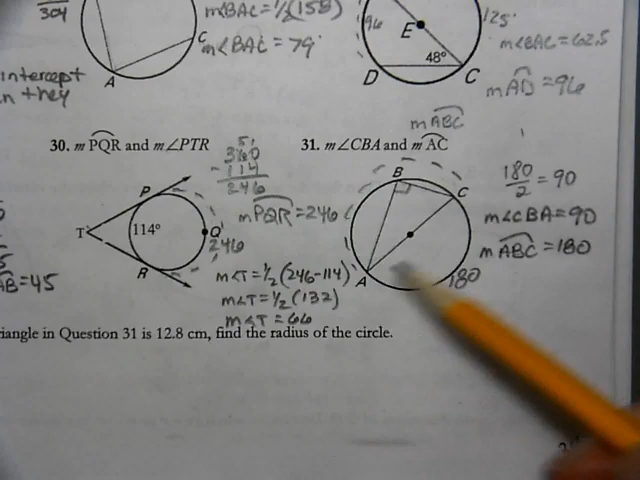 304
m∠BAC=½(158)
m∠BAC=79°
C
A
intercept
n they
96
E
125°
48°
D
C
m∠BAC=62.5
mAD=96
30. m PQR and m∠PTR
360
-114
246
mPQR=246
T
P
114°
Q
246
R
m∠T=½(246-114)
m∠T=½(132)
m∠T=66
AB=45
31. m∠CBA and m AC
mABC
B
C
A
180
180/2=90
m∠CBA=90
mABC=180
iangle in Question 31 is 12.8 cm, find the radius of the circle.